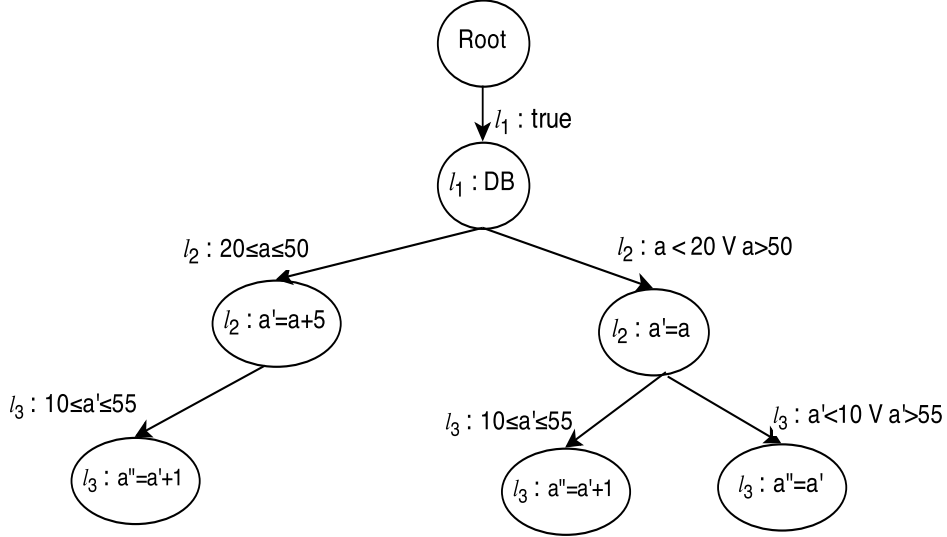 Root
l1 : true
l1 : DB
l2 : 20≤a≤50
l2 : a < 20 V a>50
l2 : a'=a+5
l2 : a'=a
l3 : 10≤a'≤55
l3 : 10≤a'≤55
l3 : a'<10 V a'>55
l3 : a''=a'+1
l3 : a''=a'+1
l3 : a''=a'